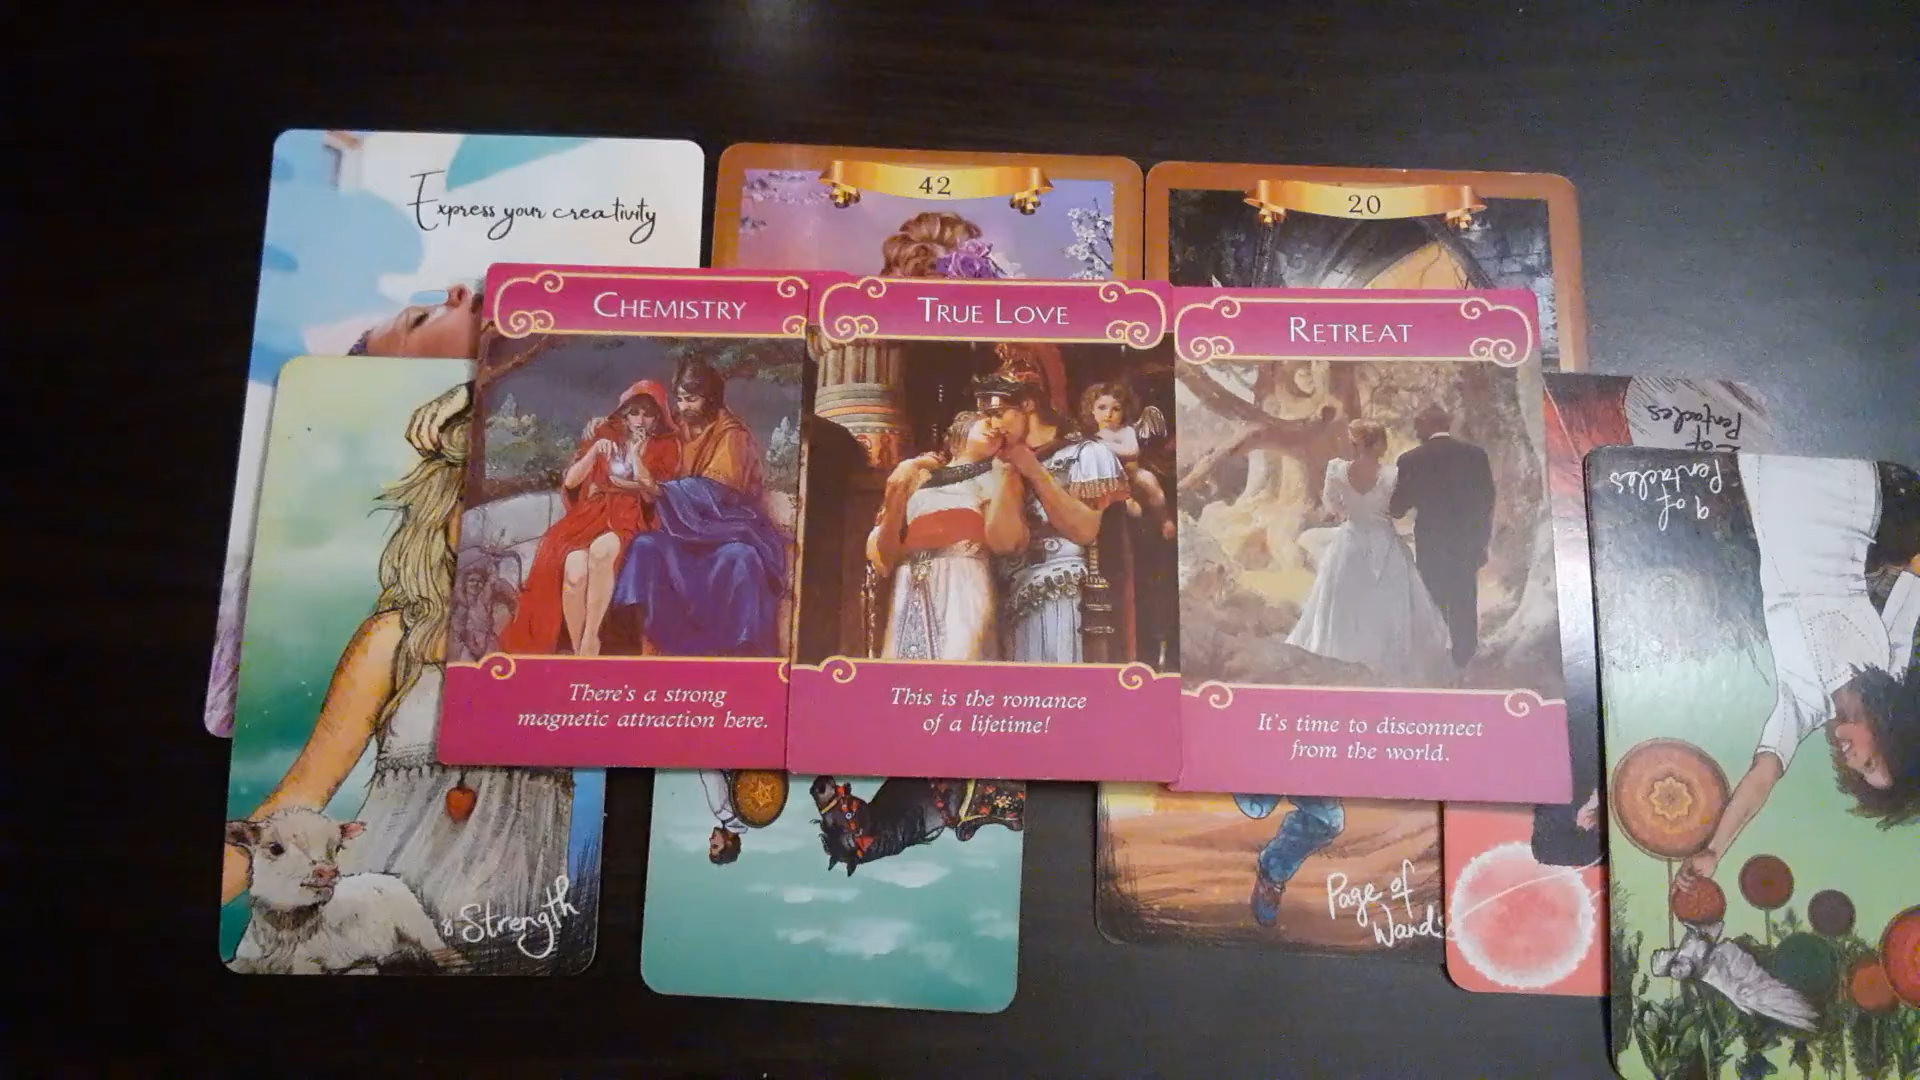 Express your creativity
42
20
CHEMISTRY
TRUE LOVE
RETREAT
of
Pentacles
9 of
Pentacles
There's a strong
magnetic attraction here.
This is the romance
of a lifetime!
It's time to disconnect
from the world.
8 Strength
Page of
Wands